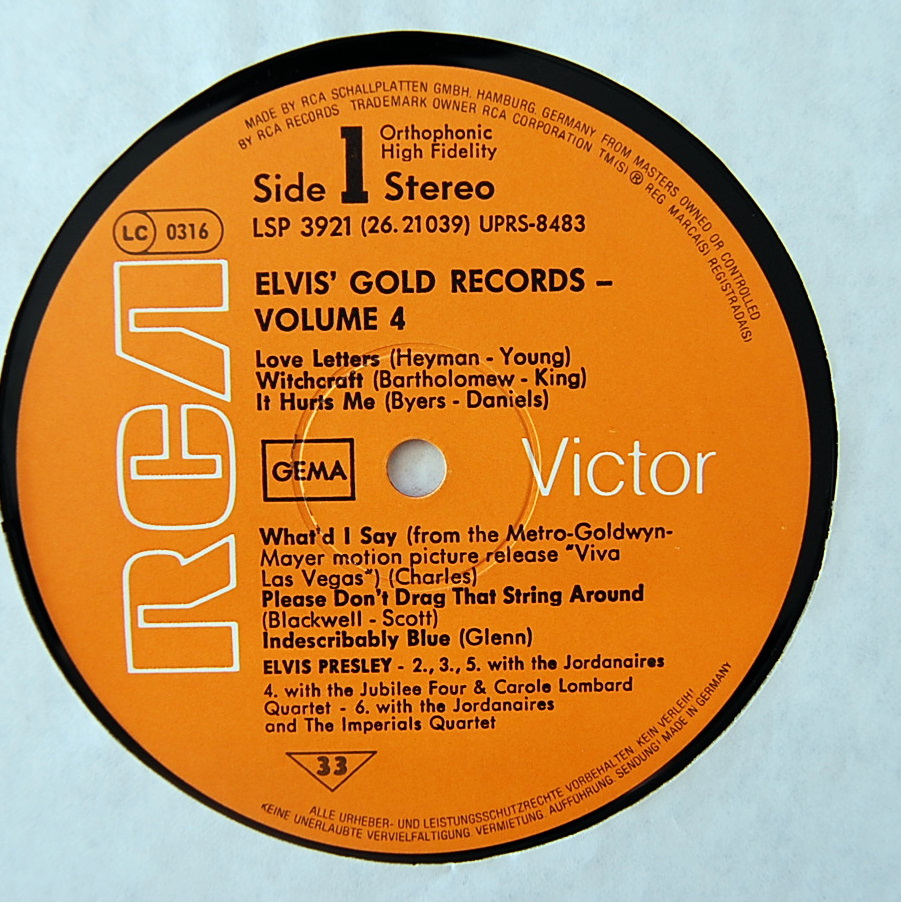 MADE BY RCA SCHALLPLATTEN GMBH. HAMBURG. GERMANY FROM MASTERS OWNED OR CONTROLLED
BY RCA RECORDS TRADEMARK OWNER RCA CORPORATION TM(S) ® REG MARCA(S) REGISTRADA(S)
Orthophonic
High Fidelity
Side 1 Stereo
LC 0316
LSP 3921 (26.21039) UPRS-8483
RCA
ELVIS' GOLD RECORDS –
VOLUME 4
Love Letters (Heyman - Young)
Witchcraft (Bartholomew - King)
It Hurts Me (Byers - Daniels)
GEMA
Victor
What'd I Say (from the Metro-Goldwyn-
Mayer motion picture release "Viva
Las Vegas") (Charles)
Please Don't Drag That String Around
(Blackwell - Scott)
Indescribably Blue (Glenn)
ELVIS PRESLEY - 2., 3., 5. with the Jordanaires
4. with the Jubilee Four & Carole Lombard
Quartet - 6. with the Jordanaires
and The Imperials Quartet
33
ALLE URHEBER- UND LEISTUNGSSCHUTZRECHTE VORBEHALTEN. KEIN VERLEIH!
KEINE UNERLAUBTE VERVIELFALTIGUNG. VERMIETUNG. AUFFUHRUNG. SENDUNG! MADE IN GERMANY